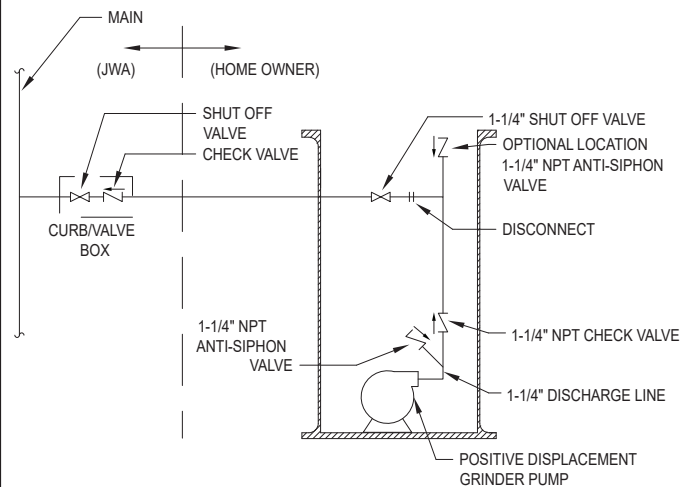 MAIN
(JWA)
(HOME OWNER)
SHUT OFF
VALVE
CHECK VALVE
CURB/VALVE
BOX
1-1/4" SHUT OFF VALVE
OPTIONAL LOCATION
1-1/4" NPT ANTI-SIPHON
VALVE
DISCONNECT
1-1/4" NPT
ANTI-SIPHON
VALVE
1-1/4" NPT CHECK VALVE
1-1/4" DISCHARGE LINE
POSITIVE DISPLACEMENT
GRINDER PUMP